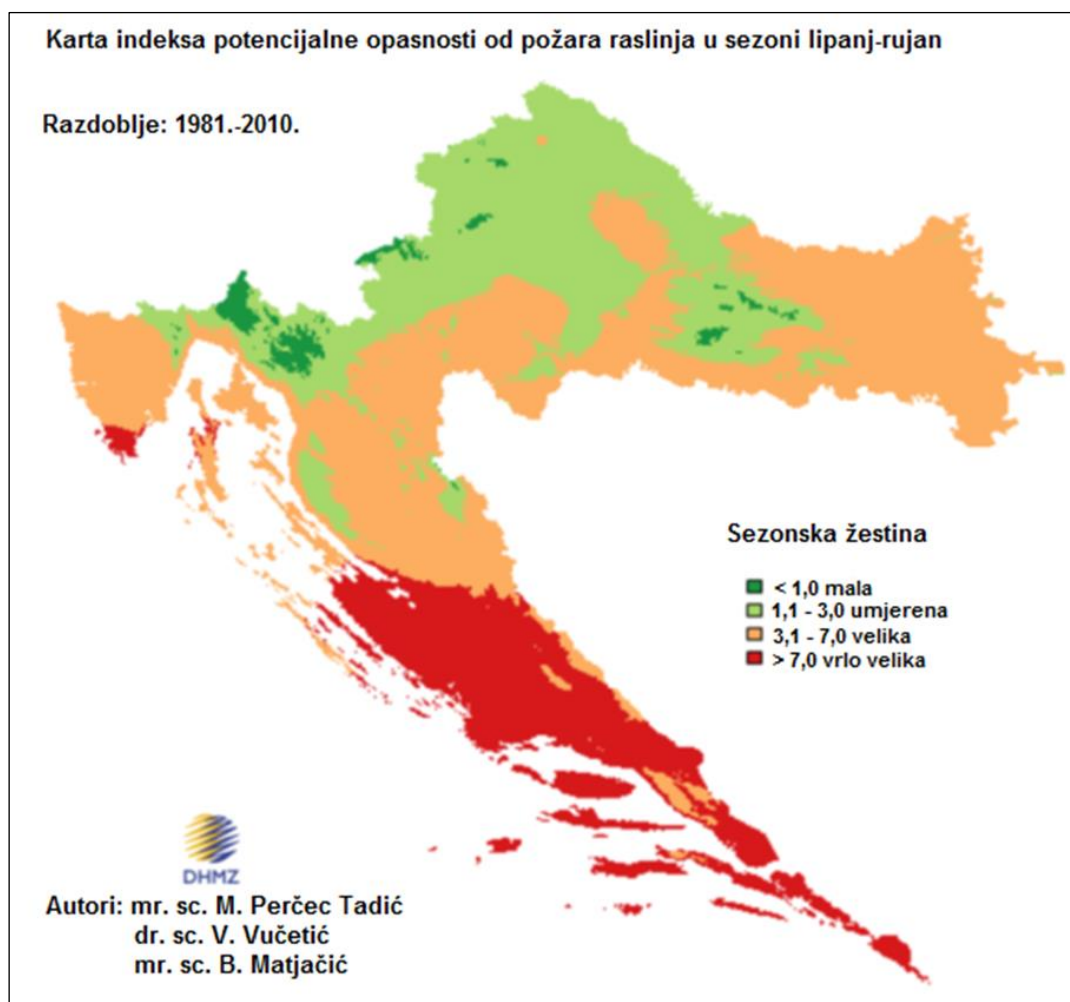 Karta indeksa potencijalne opasnosti od požara raslinja u sezoni lipanj-rujan
Razdoblje: 1981.-2010.
Sezonska žestina
< 1,0 mala
1,1 - 3,0 umjerena
3,1 - 7,0 velika
> 7,0 vrlo velika
DHMZ
Autori: mr. sc. M. Perčec Tadić
dr. sc. V. Vučetić
mr. sc. B. Matjačić